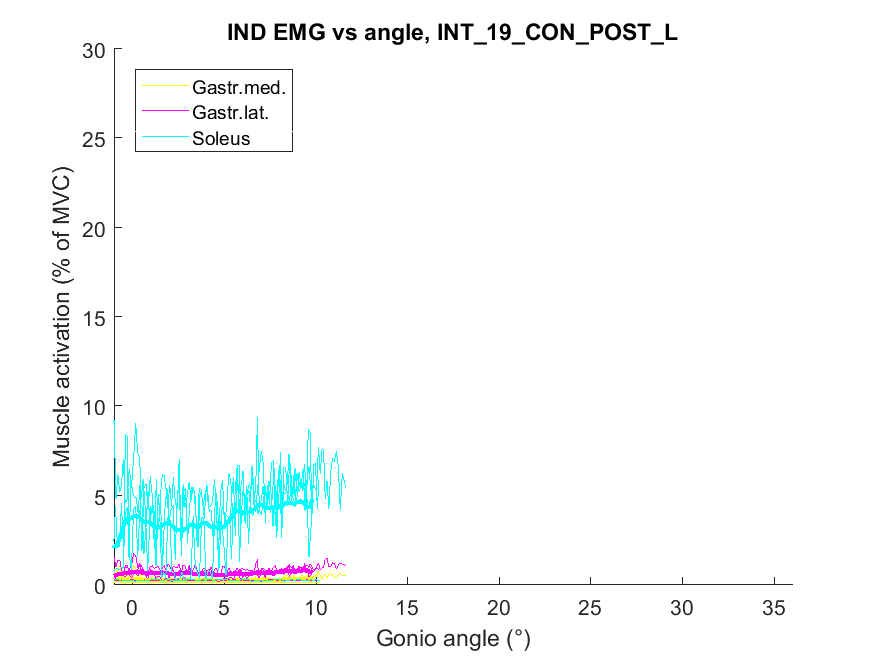 IND EMG vs angle, INT_19_CON_POST_L
30
25
20
15
10
5
0
Muscle activation (% of MVC)
Gastr.med.
Gastr.lat.
Soleus
0 5 10 15 20 25 30 35
Gonio angle (°)